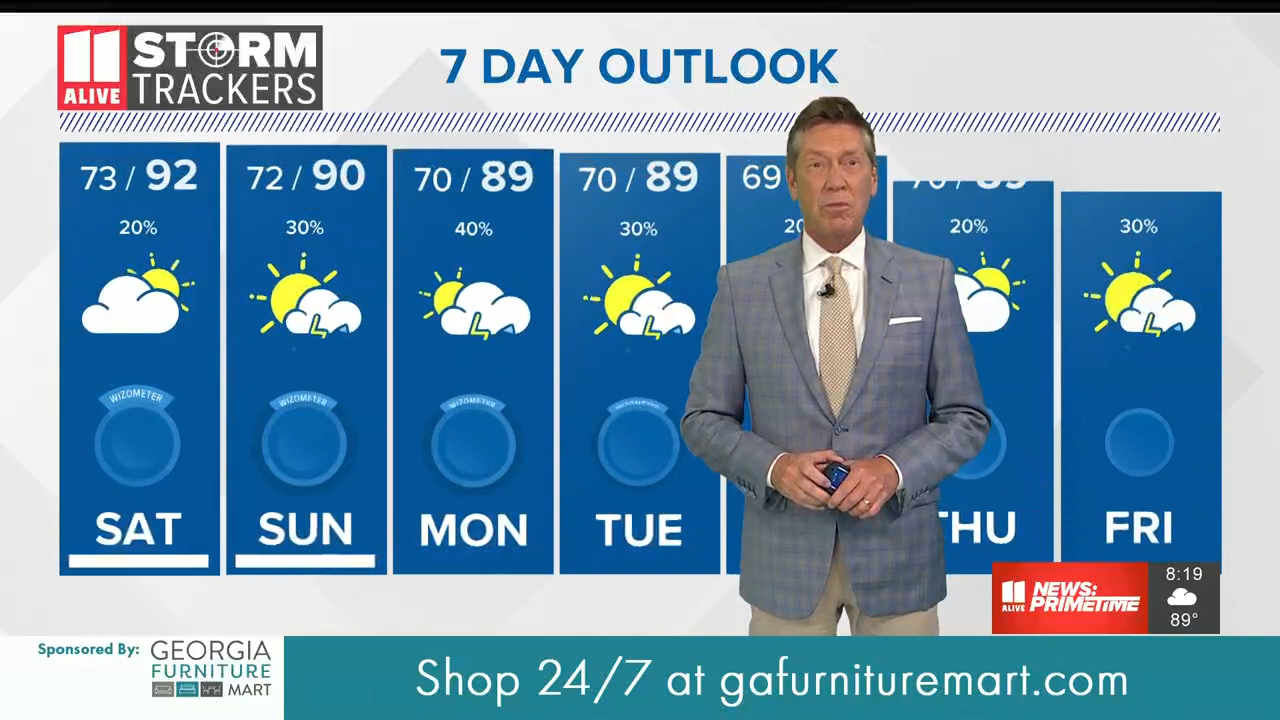 11 ALIVE
STORM
TRACKERS
7 DAY OUTLOOK
73 / 92
72 / 90
70 / 89
70 / 89
69
20%
30%
40%
30%
20%
30%
WIZOMETER
WIZOMETER
WIZOMETER
SAT
SUN
MON
TUE
THU
FRI
11 ALIVE
NEWS:
PRIMETIME
8:19
89°
Sponsored By:
GEORGIA
FURNITURE
MART
Shop 24/7 at gafurnituremart.com